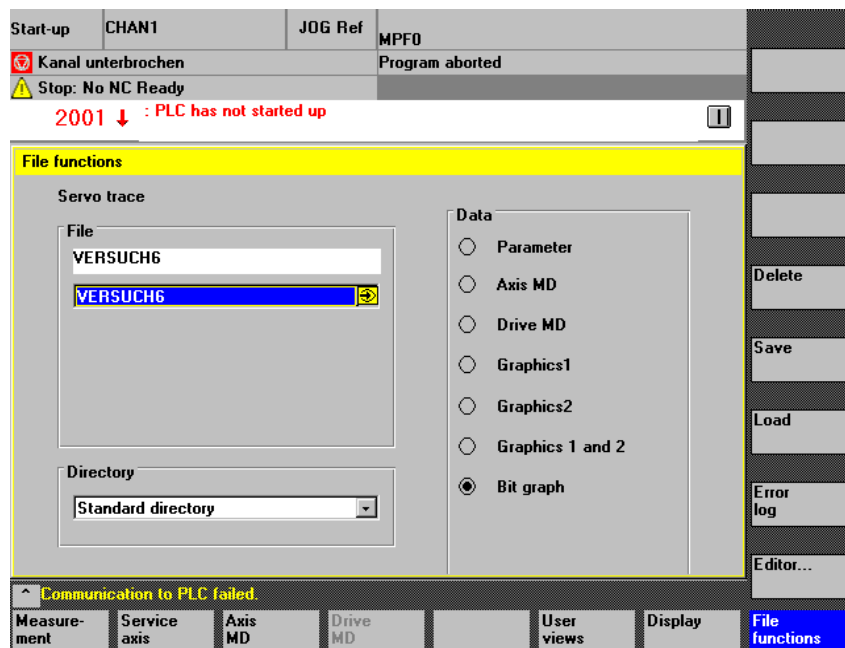 Start-up CHAN1 JOG Ref MPF0
Kanal unterbrochen Program aborted
Stop: No NC Ready
2001 ↓ : PLC has not started up
File functions
Servo trace
File
VERSUCH6
VERSUCH6
Directory
Standard directory
Data
Parameter
Axis MD
Drive MD
Graphics1
Graphics2
Graphics 1 and 2
Bit graph
Delete
Save
Load
Error
log
Editor...
^ Communication to PLC failed.
Measure-
ment
Service
axis
Axis
MD
Drive
MD
User
views
Display
File
functions